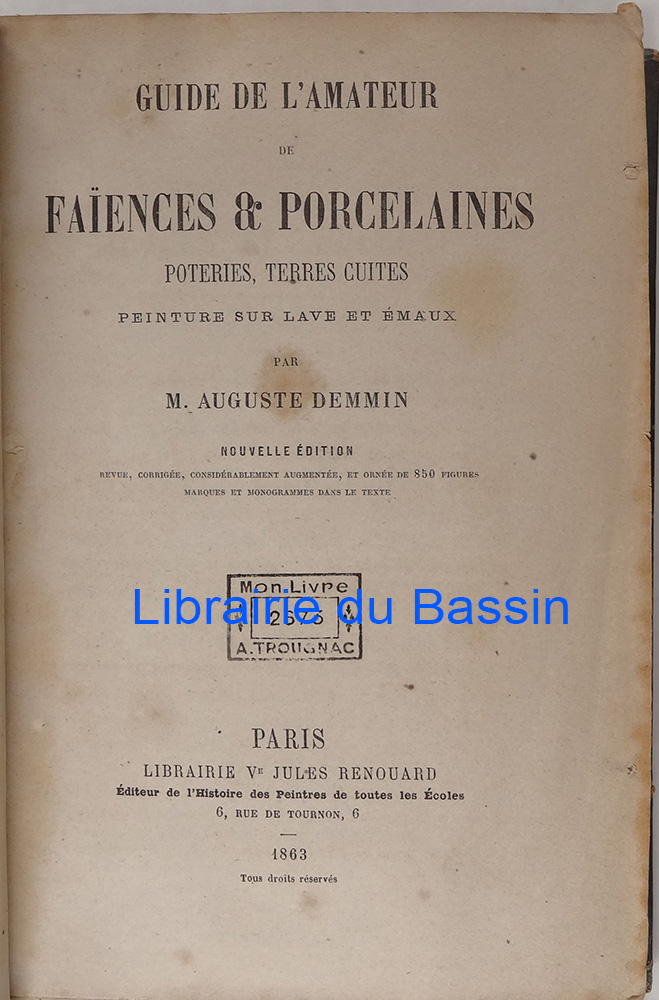 GUIDE DE L'AMATEUR
DE
FAÏENCES & PORCELAINES
POTERIES, TERRES CUITES
PEINTURE SUR LAVE ET ÉMAUX
PAR
M. AUGUSTE DEMMIN
NOUVELLE ÉDITION
REVUE, CORRIGÉE, CONSIDÉRABLEMENT AUGMENTÉE, ET ORNÉE DE 850 FIGURES
MARQUES ET MONOGRAMMES DANS LE TEXTE
Mon Livre
Librairie du Bassin
A. TROUGNAC
PARIS
LIBRAIRIE Vᴱ JULES RENOUARD
Éditeur de l'Histoire des Peintres de toutes les Écoles
6, RUE DE TOURNON, 6
1863
Tous droits réservés